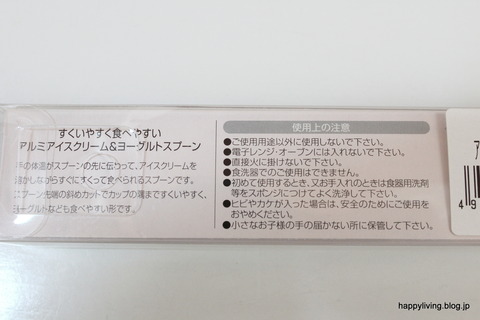 すくいやすく食べやすい
アルミアイスクリーム&ヨーグルトスプーン
手の体温がスプーンの先に伝わって、アイスクリームを
溶かしながらすぐにすくって食べられるスプーンです。
スプーン先端の斜めカットでカップの端まですくいやすく、
ヨーグルトなども食べやすい形です。
使用上の注意
●ご使用用途以外に使用しないで下さい。
●電子レンジ・オーブンには入れないで下さい。
●直接火に掛けないで下さい。
●食洗器でのご使用はできません。
●初めて使用するとき、又お手入れのときは食器用洗剤
等をスポンジにつけてよく洗浄して下さい。
●ヒビやカケが入った場合は、安全のためにご使用を
おやめください。
●小さなお子様の手の届かない所に保管して下さい。
ア
49
happyliving.blog.jp